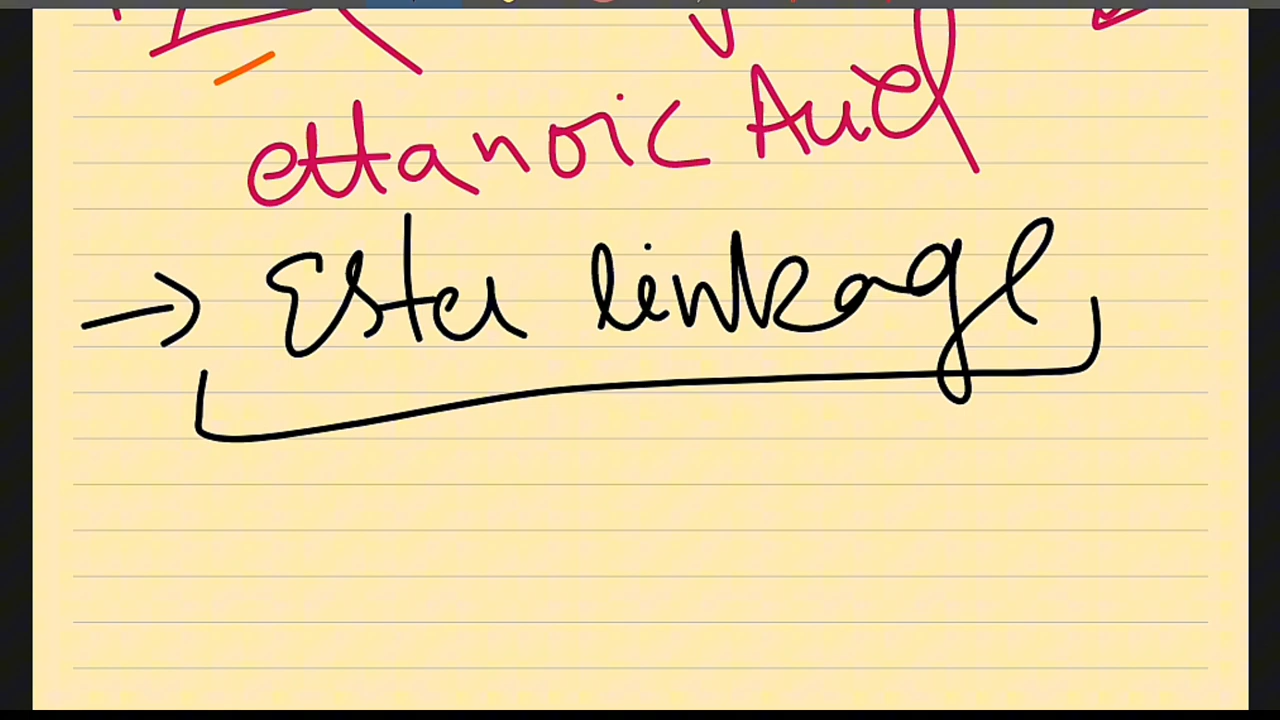 ethanoic Acid
→ Ester linkage